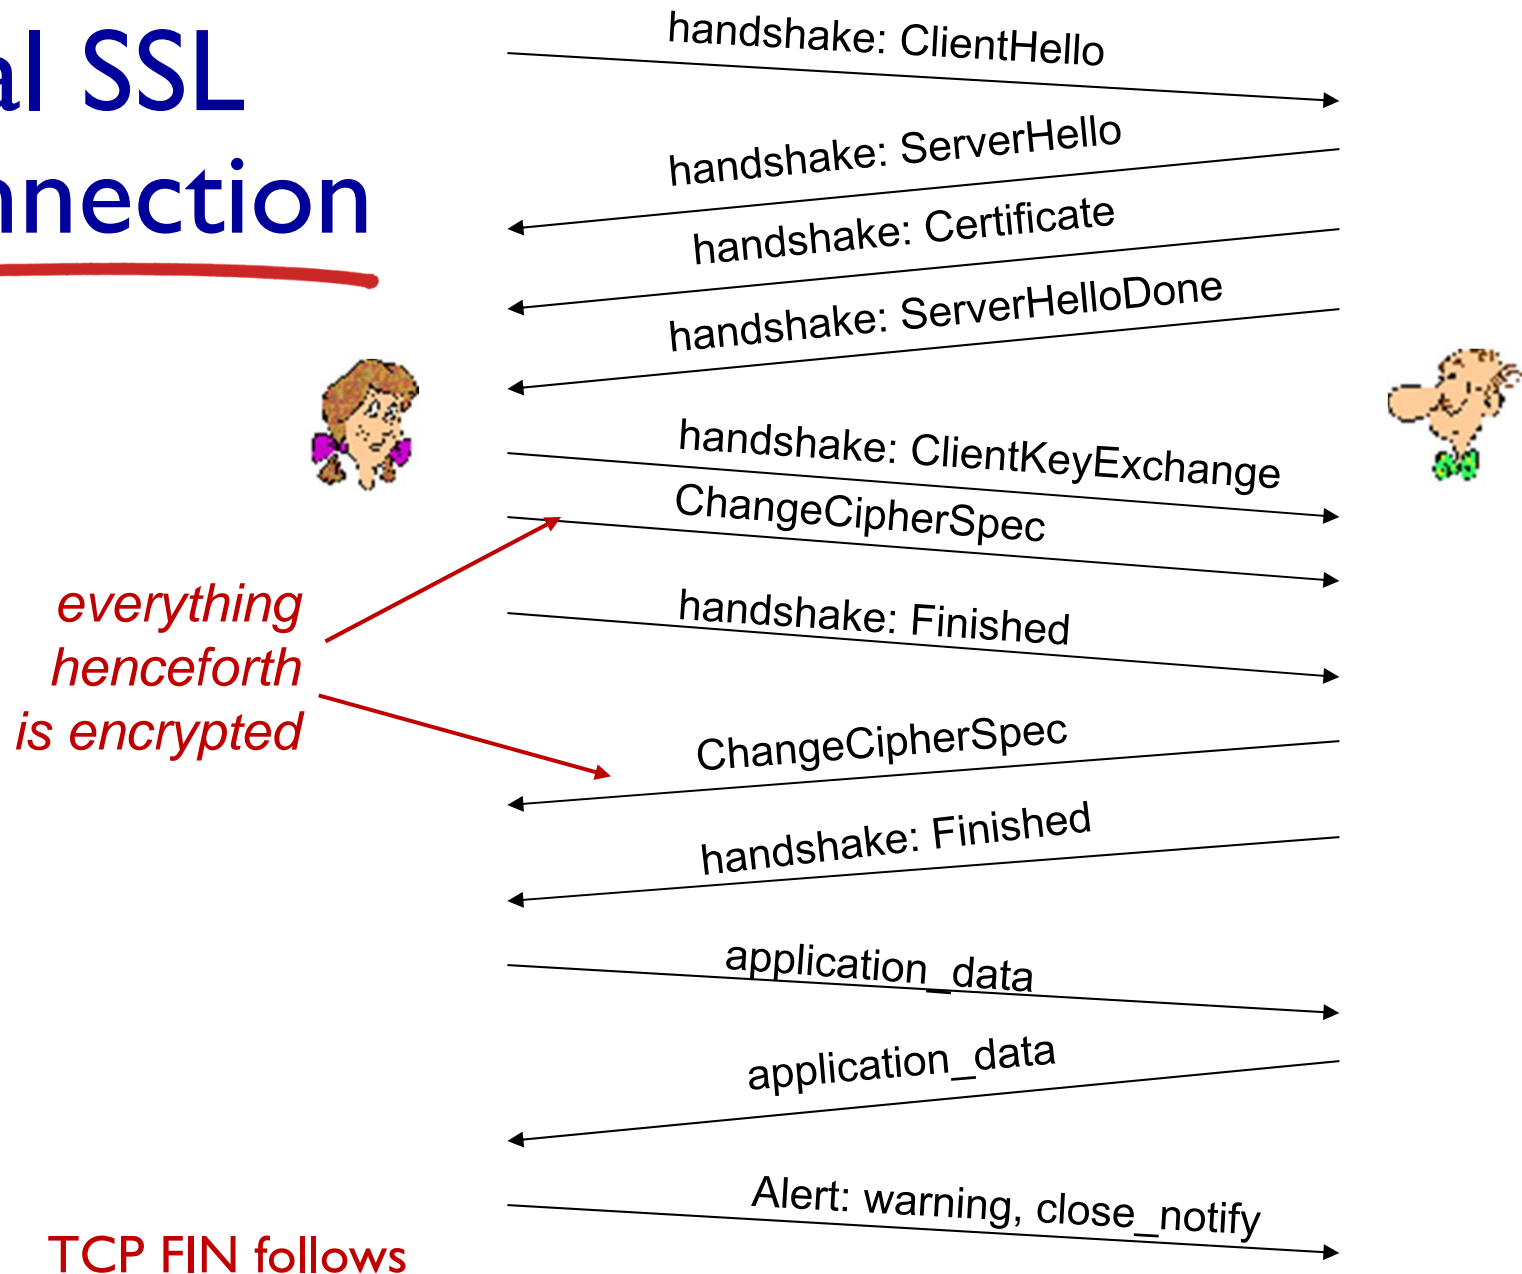 al SSL
nnection
handshake: ClientHello
handshake: ServerHello
handshake: Certificate
handshake: ServerHelloDone
handshake: ClientKeyExchange
ChangeCipherSpec
everything
henceforth
is encrypted
handshake: Finished
ChangeCipherSpec
handshake: Finished
application_data
application_data
Alert: warning, close_notify
TCP FIN follows